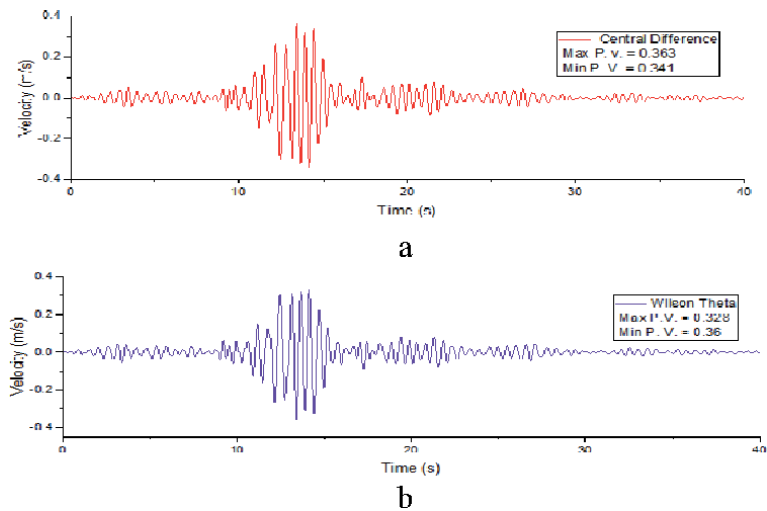 0.4
Central Difference
Max P. v. = 0.363
Min P. V. = 0.341
0.2
0.0
-0.2
-0.4
Velocity (m/s)
0 10 20 30 40
Time (s)
a
0.4
Wilson Theta
Max P.V. = 0.328
Min P. V. = 0.36
0.2
0.0
-0.2
-0.4
Velocity (m/s)
0 10 20 30 40
Time (s)
b